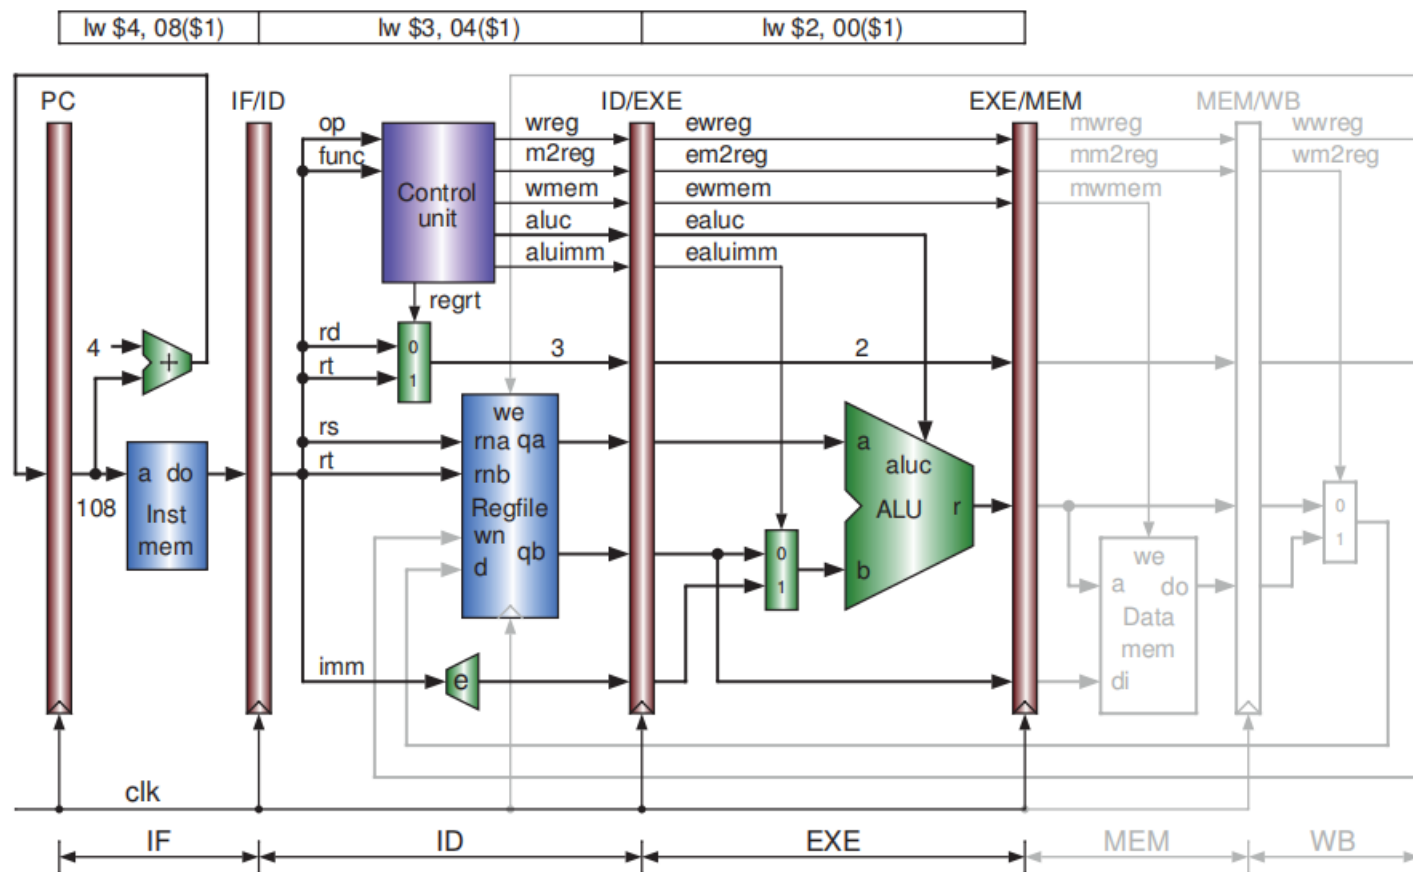 lw $4, 08($1) lw $3, 04($1) lw $2, 00($1)
PC IF/ID ID/EXE EXE/MEM MEM/WB
op wreg ewreg mwreg wwreg
func m2reg em2reg mm2reg wm2reg
Control
unit
wmem ewmem mwmem
aluc ealuc
aluimm ealuimm
regrt
4 + rd 0 3 2
rt 1
we
rs rna qa a
aluc
a do rt rnb
108 Inst
mem
Regfile ALU r 0
wn qb 0 1
d 1 b
we
a do
Data
mem
imm e di
clk
IF ID EXE MEM WB